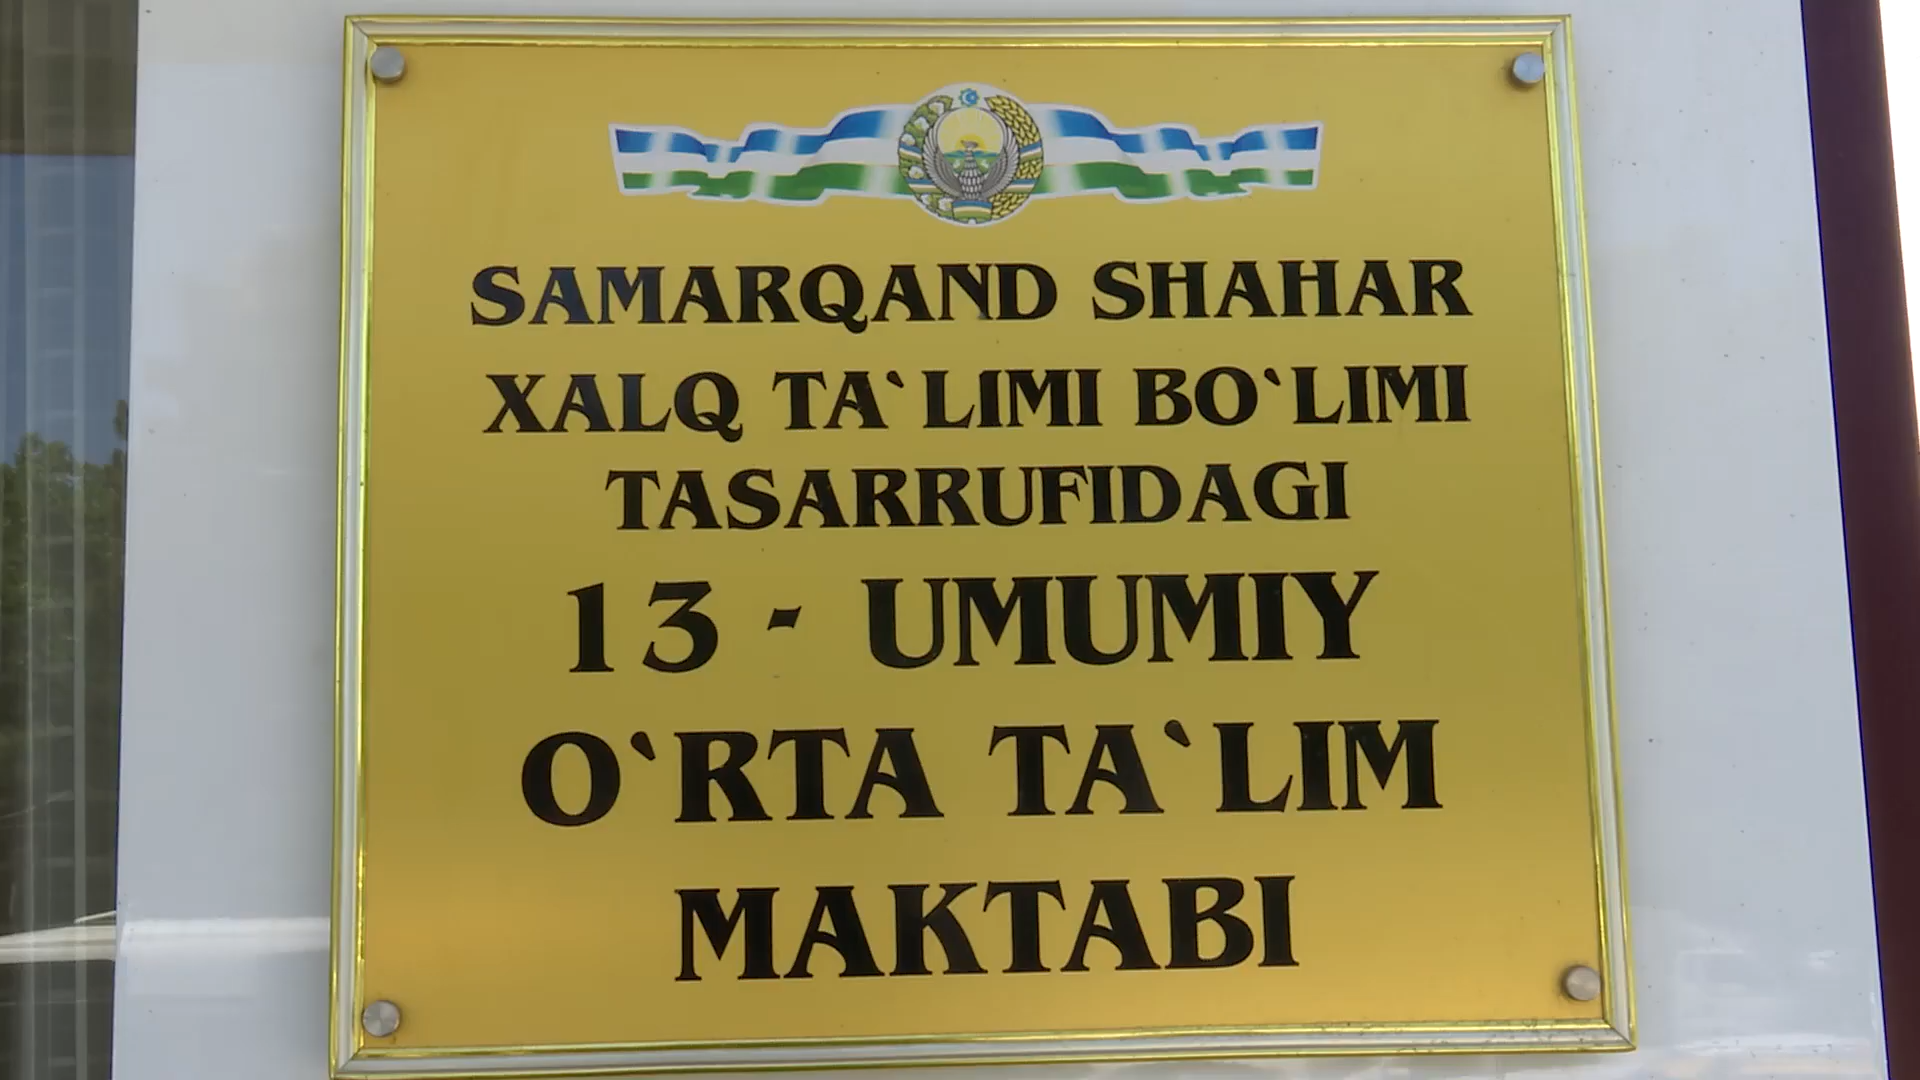 SAMARQAND SHAHAR
XALQ TA`LIMI BO`LIMI
TASARRUFIDAGI
13 - UMUMIY
O`RTA TA`LIM
MAKTABI